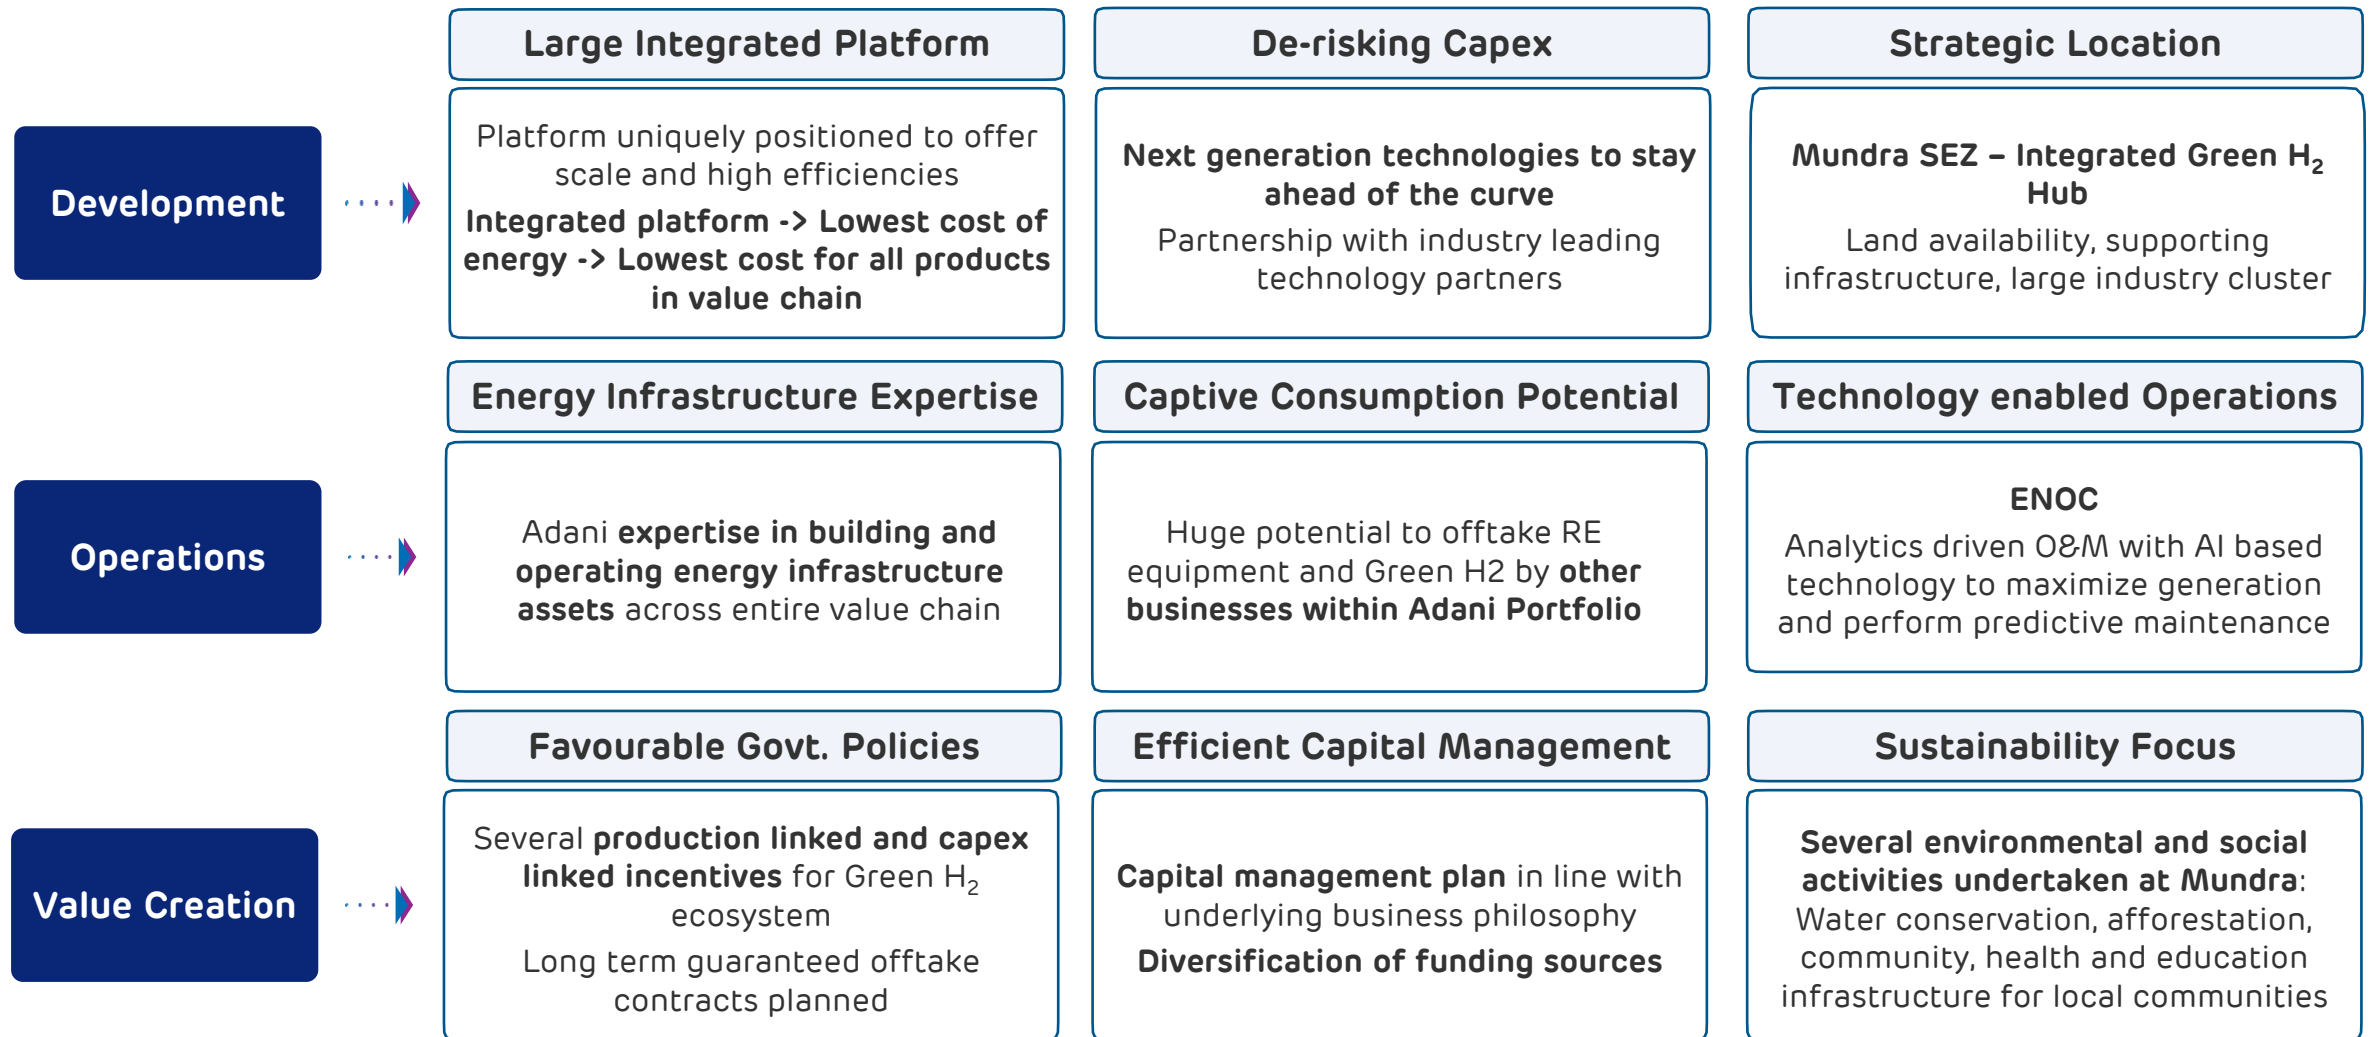 Large Integrated Platform
De-risking Capex
Strategic Location
Development
Platform uniquely positioned to offer
scale and high efficiencies
Integrated platform -> Lowest cost of
energy -> Lowest cost for all products
in value chain
Next generation technologies to stay
ahead of the curve
Partnership with industry leading
technology partners
Mundra SEZ – Integrated Green H₂
Hub
Land availability, supporting
infrastructure, large industry cluster
Energy Infrastructure Expertise
Captive Consumption Potential
Technology enabled Operations
Operations
Adani expertise in building and
operating energy infrastructure
assets across entire value chain
Huge potential to offtake RE
equipment and Green H2 by other
businesses within Adani Portfolio
ENOC
Analytics driven O&M with AI based
technology to maximize generation
and perform predictive maintenance
Favourable Govt. Policies
Efficient Capital Management
Sustainability Focus
Value Creation
Several production linked and capex
linked incentives for Green H₂
ecosystem
Long term guaranteed offtake
contracts planned
Capital management plan in line with
underlying business philosophy
Diversification of funding sources
Several environmental and social
activities undertaken at Mundra:
Water conservation, afforestation,
community, health and education
infrastructure for local communities